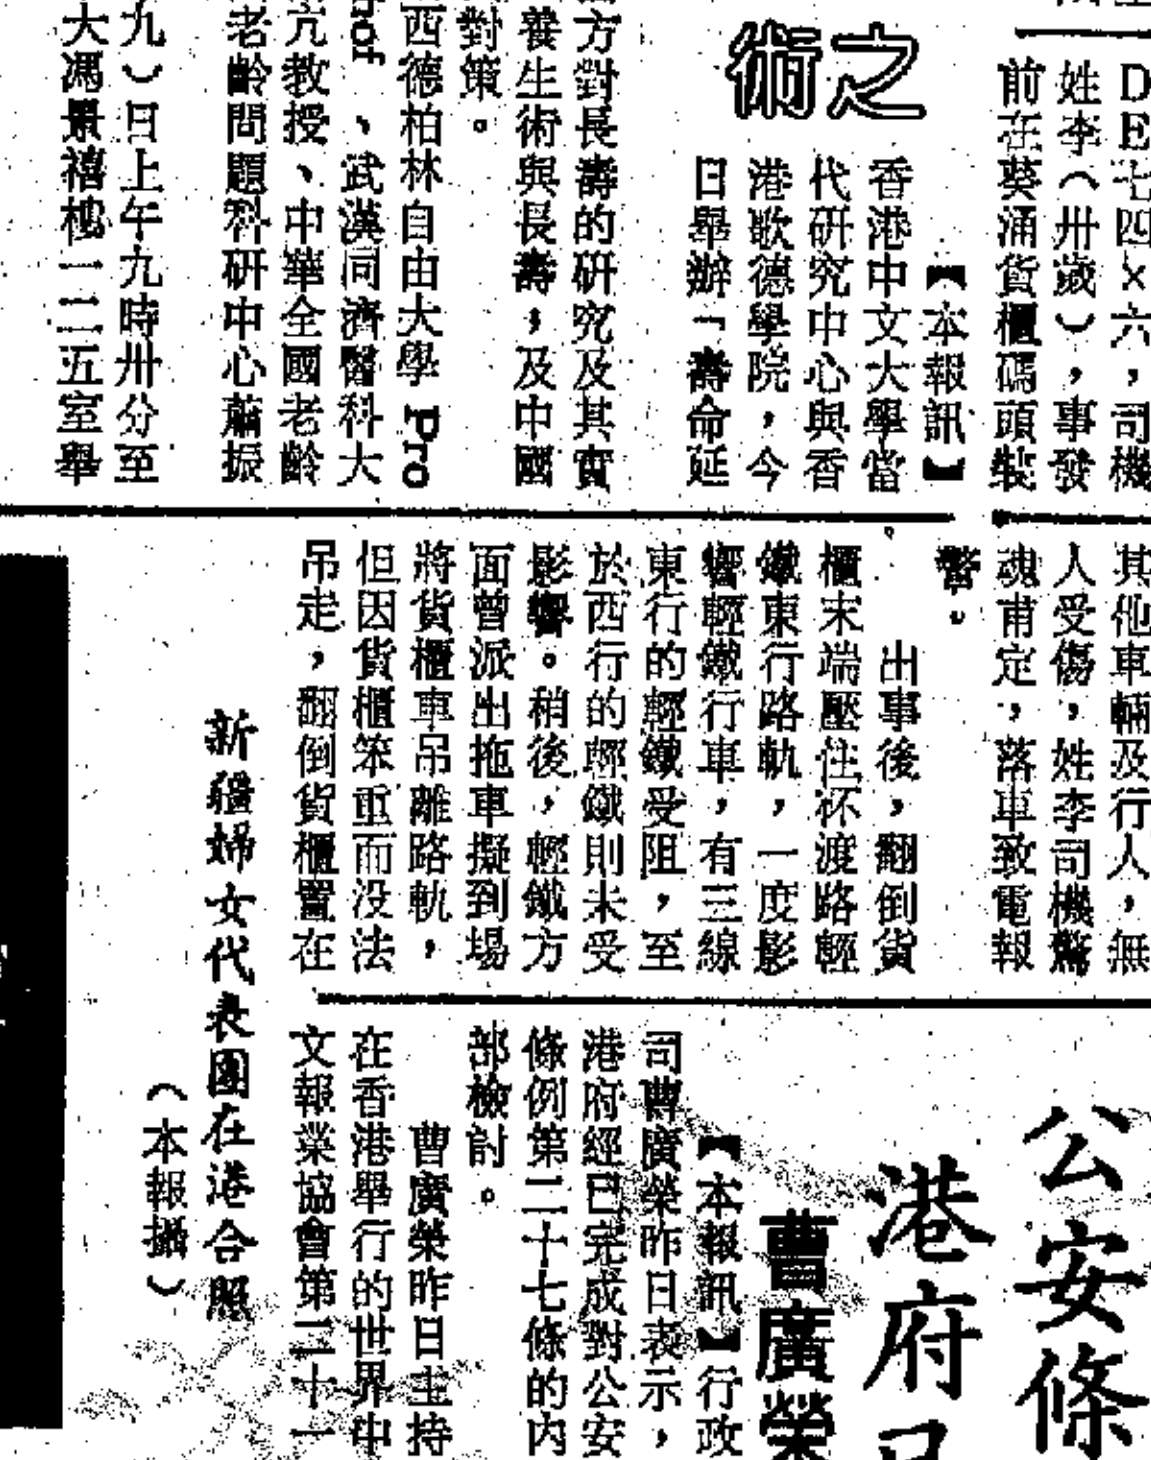 之
術
【本報訊】
香港中文大學當
代研究中心與香
港歌德學院，今
日舉辦「壽命延
方對長壽的研究及其實
養生術與長壽，及中國
對策。
西德柏林自由大學 Pro
hof 、武漢同濟醫科大
亢教授、中華全國老齡
老齡問題科研中心蕭振
九）日上午九時卅分至
大馮景禧樓一二五室舉
DE七四×六，司機
姓李（卅歲），事發
前在葵涌貨櫃碼頭裝
其他車輛及行人，無
人受傷，姓李司機驚
魂甫定，落車致電報
警。
出事後，翻倒貨
櫃末端壓住杯渡路輕
鐵東行路軌，一度影
響輕鐵行車，有三線
東行的輕鐵受阻，至
於西行的輕鐵則未受
影響。稍後，輕鐵方
面曾派出拖車擬到場
將貨櫃車吊離路軌，
但因貨櫃笨重而没法
吊走，翻倒貨櫃置在
新疆婦女代表團在港合照
（本報攝）
公安條
港府已
曹廣榮
【本報訊】行政
司曹廣榮昨日表示，
港府經已完成對公安
條例第二十七條的内
部檢討。
曹廣榮昨日主持
在香港舉行的世界中
文報業協會第二十一